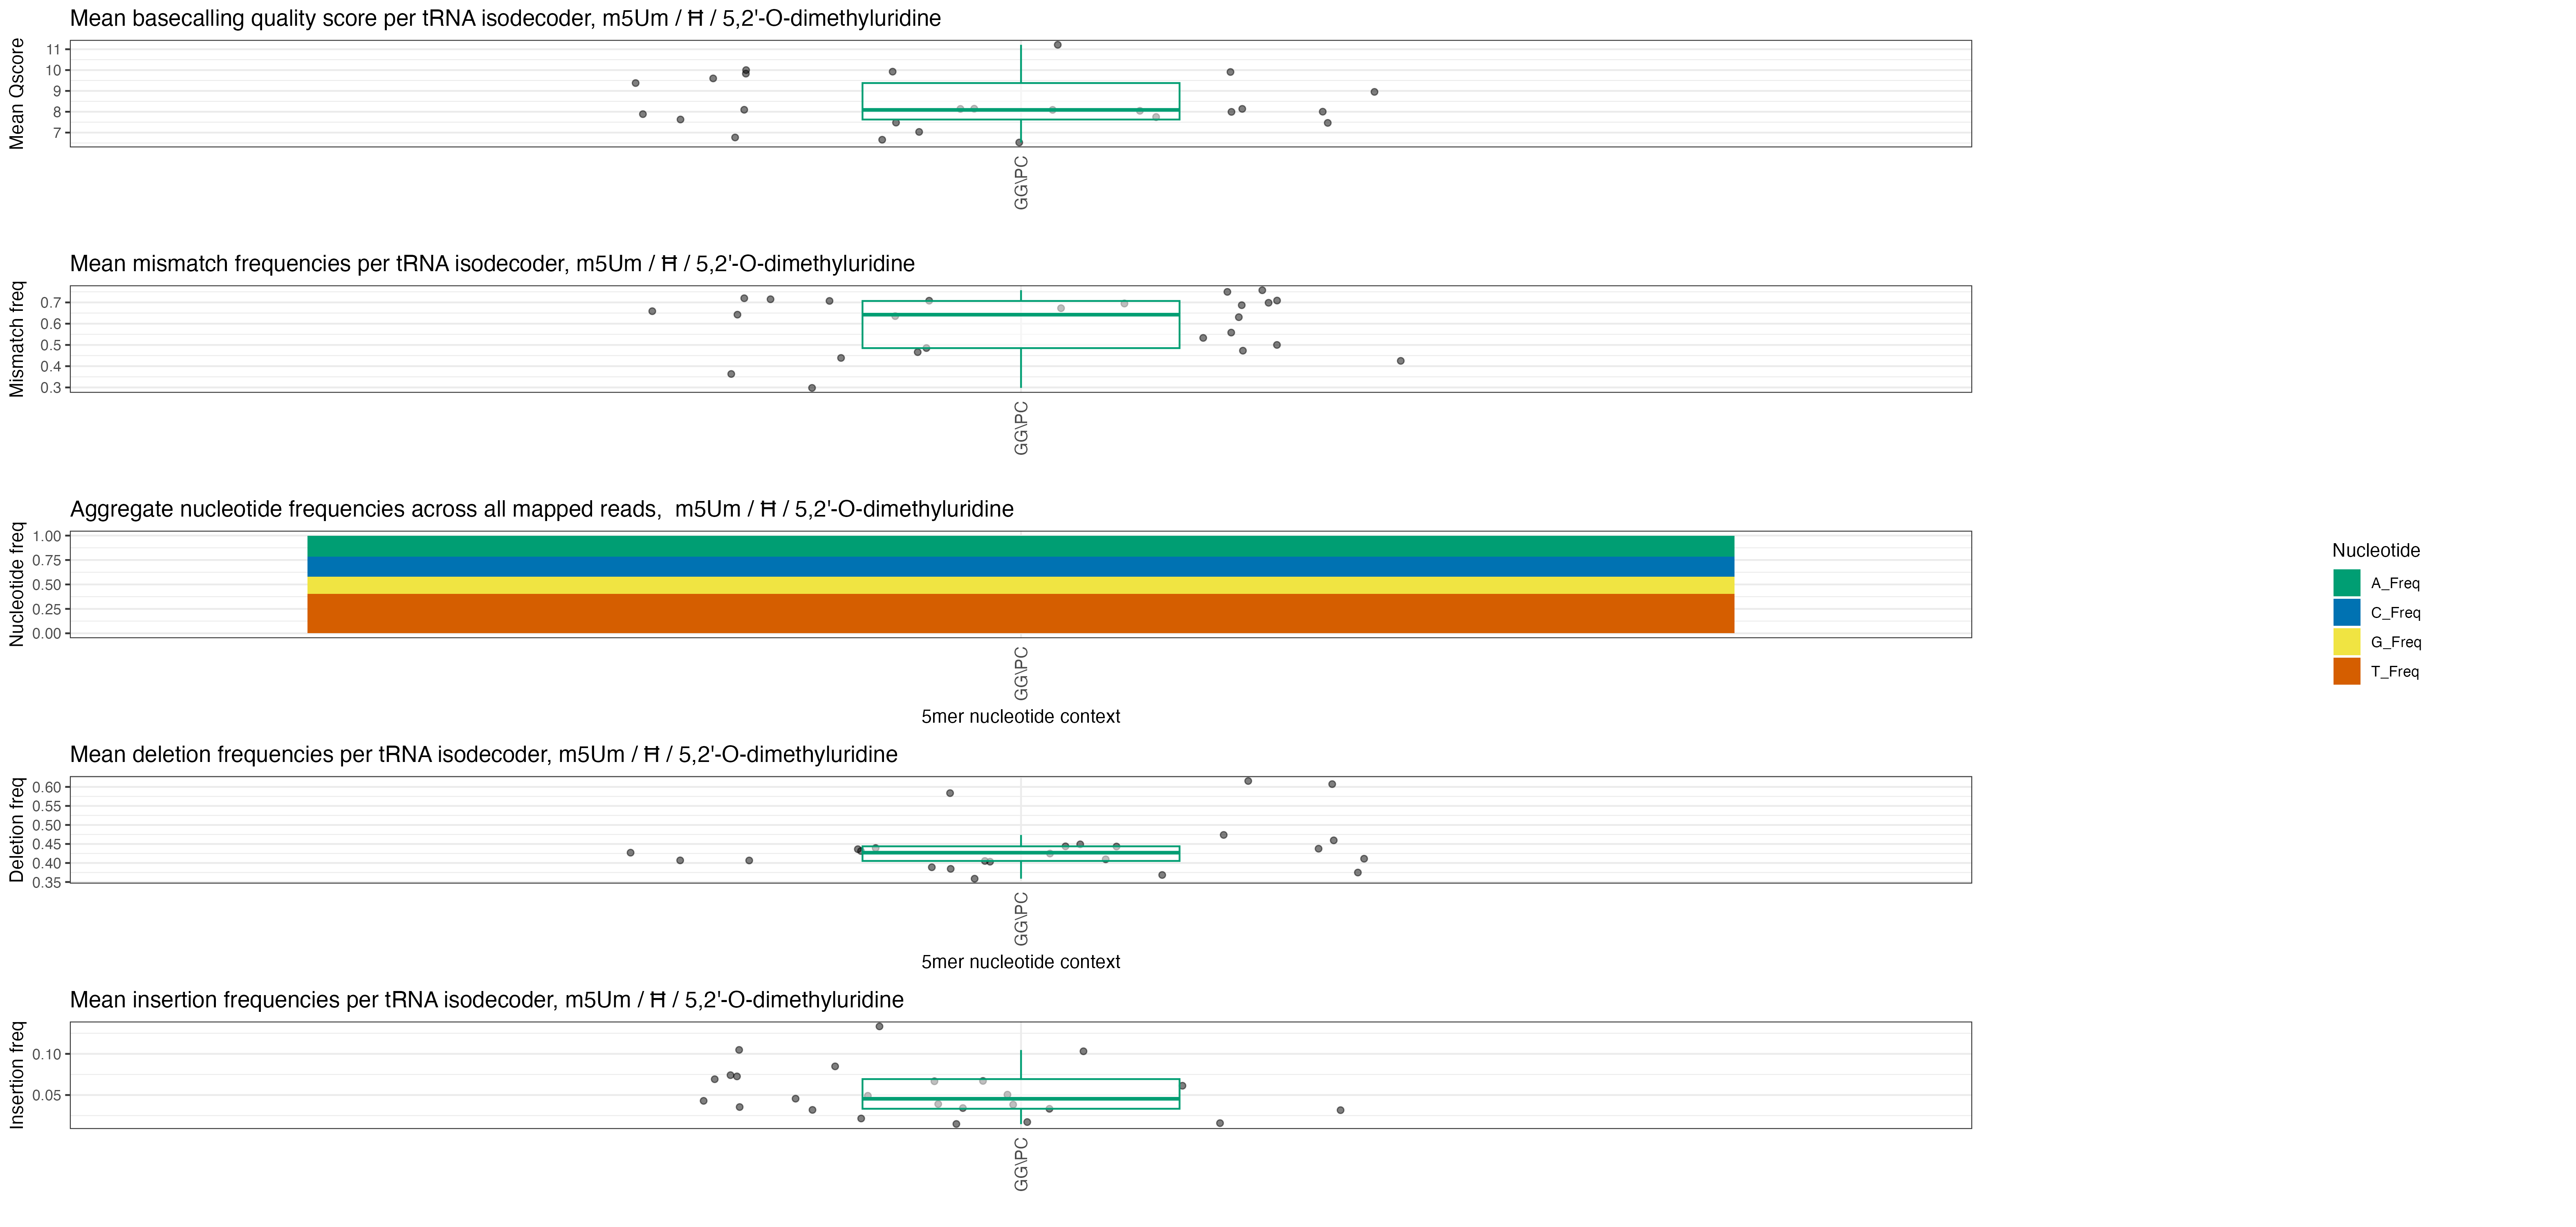 Mean basecalling quality score per tRNA isodecoder, m5Um / Ħ / 5,2'-O-dimethyluridine
Mean Qscore
11
10
9
8
7
GG\PC
Mean mismatch frequencies per tRNA isodecoder, m5Um / Ħ / 5,2'-O-dimethyluridine
Mismatch freq
0.7
0.6
0.5
0.4
0.3
GG\PC
Aggregate nucleotide frequencies across all mapped reads,  m5Um / Ħ / 5,2'-O-dimethyluridine
Nucleotide freq
1.00
0.75
0.50
0.25
0.00
GG\PC
5mer nucleotide context
Nucleotide
A_Freq
C_Freq
G_Freq
T_Freq
Mean deletion frequencies per tRNA isodecoder, m5Um / Ħ / 5,2'-O-dimethyluridine
Deletion freq
0.60
0.55
0.50
0.45
0.40
0.35
GG\PC
5mer nucleotide context
Mean insertion frequencies per tRNA isodecoder, m5Um / Ħ / 5,2'-O-dimethyluridine
Insertion freq
0.10
0.05
GG\PC